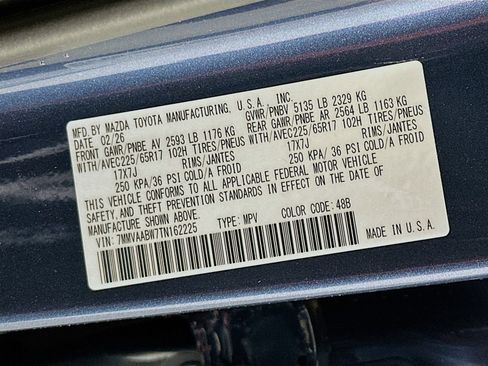 MFD. BY MAZDA TOYOTA MANUFACTURING, U.S.A., INC.
DATE 02/26 GVWR/PNBV 5135 LB 2329 KG
FRONT GAWR/PNBE AV 2593 LB 1176 KG REAR GAWR/PNBE AR 2564 LB 1163 KG
WITH/AVEC225/65R17 102H TIRES/PNEUS WITH/AVEC225/65R17 102H TIRES/PNEUS
17X7J RIMS/JANTES 17X7J RIMS/JANTES
250 KPA/36 PSI COLD/A FROID 250 KPA/36 PSI COLD/A FROID
THIS VEHICLE CONFORMS TO ALL APPLICABLE FEDERAL MOTOR VEHICLE
SAFETY, AND THEFT PREVENTION STANDARDS IN EFFECT ON THE DATE OF
MANUFACTURE SHOWN ABOVE.
VIN: 7MMVAABW7TN162225 TYPE: MPV COLOR CODE: 48B
MADE IN U.S.A.